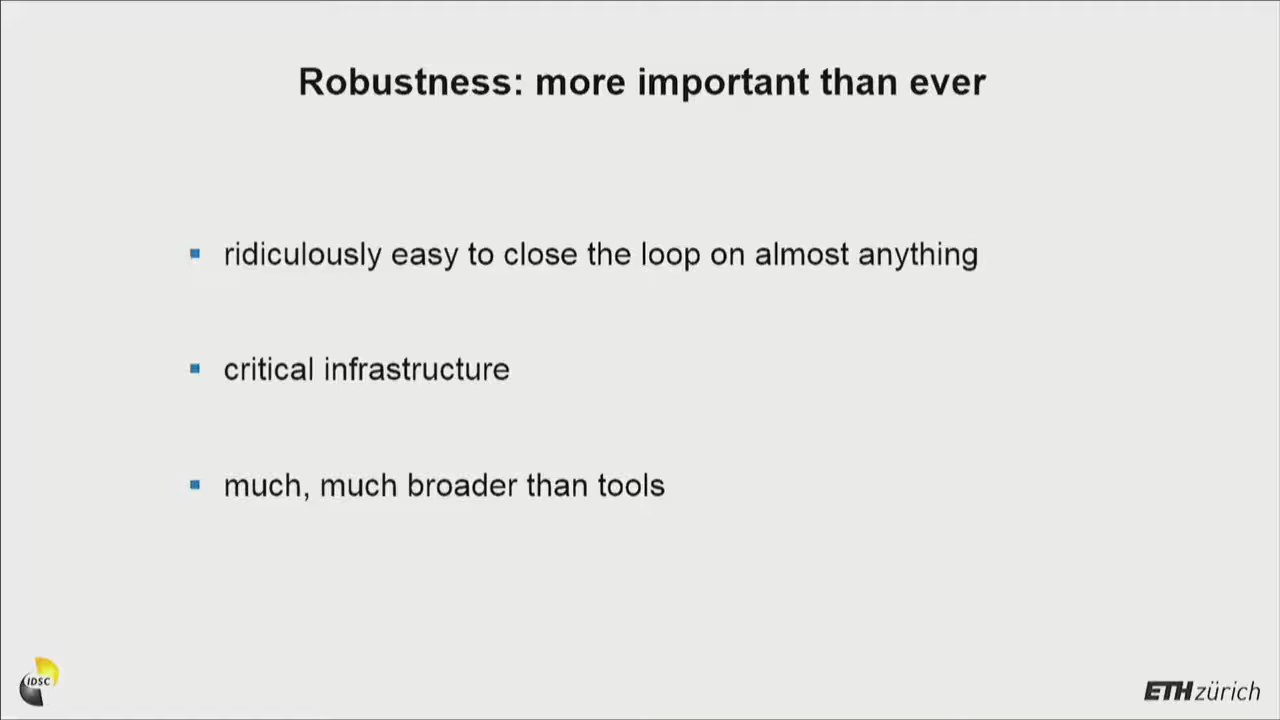 Robustness: more important than ever
ridiculously easy to close the loop on almost anything
critical infrastructure
much, much broader than tools
IDSC
ETH zürich